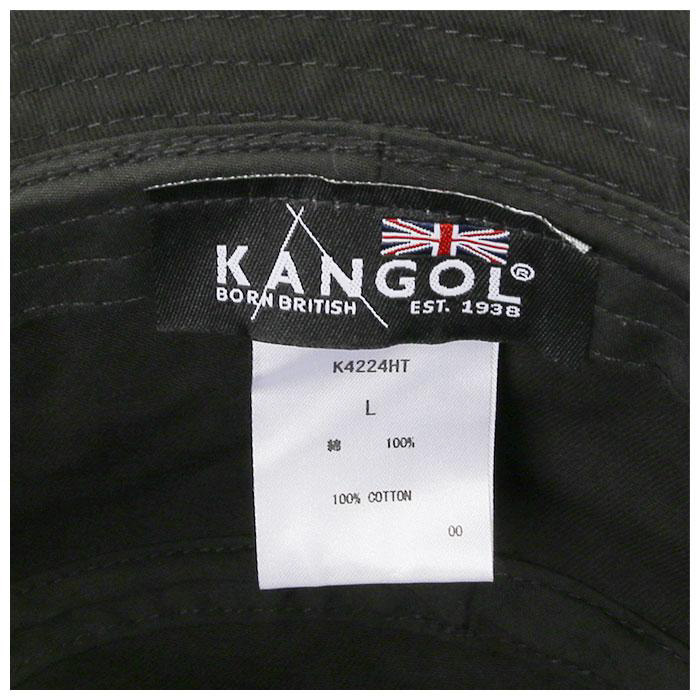 KANGOL®
BORN BRITISH EST. 1938
K4224HT
L
綿 100%
100% COTTON
00